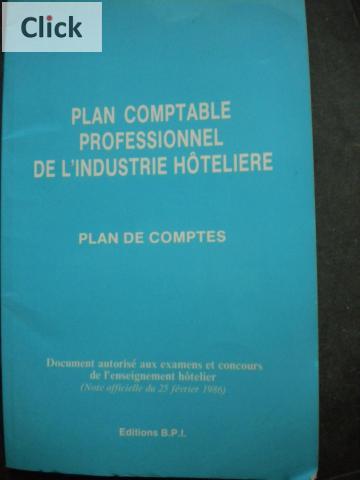 Click
PLAN COMPTABLE
PROFESSIONNEL
DE L'INDUSTRIE HÔTELIERE
PLAN DE COMPTES
Document autorisé aux examens et concours
de l'enseignement hôtelier
(Note officielle du 25 février 1986)
Editions B.P.I.